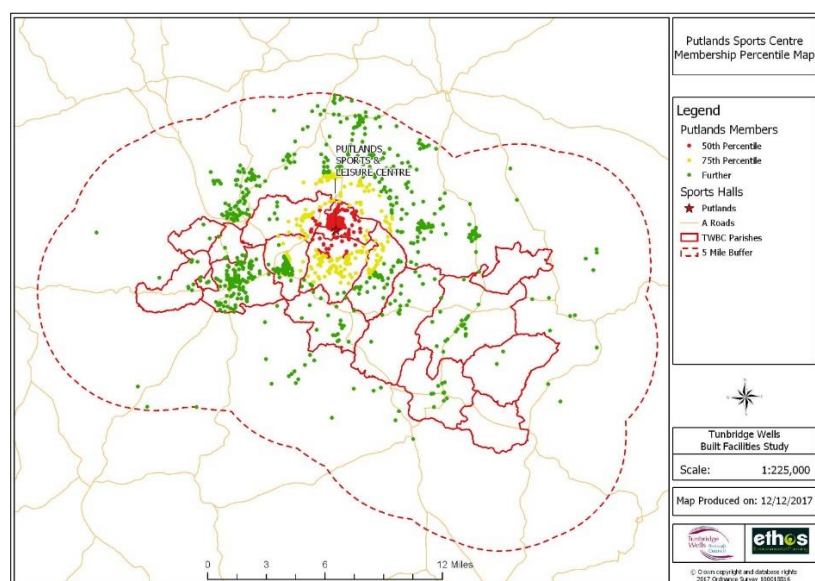 PUTLANDS
SPORTS &
LEISURE CENTRE
0 3 6 12 Miles
Putlands Sports Centre
Membership Percentile Map
Legend
Putlands Members
50th Percentile
75th Percentile
Further
Sports Halls
Putlands
A Roads
TWBC Parishes
5 Mile Buffer
Tunbridge Wells
Built Facilities Study
Scale: 1:225,000
Map Produced on: 12/12/2017
Tunbridge
Wells
ethos
© Crown copyright and database rights
2017 Ordnance Survey